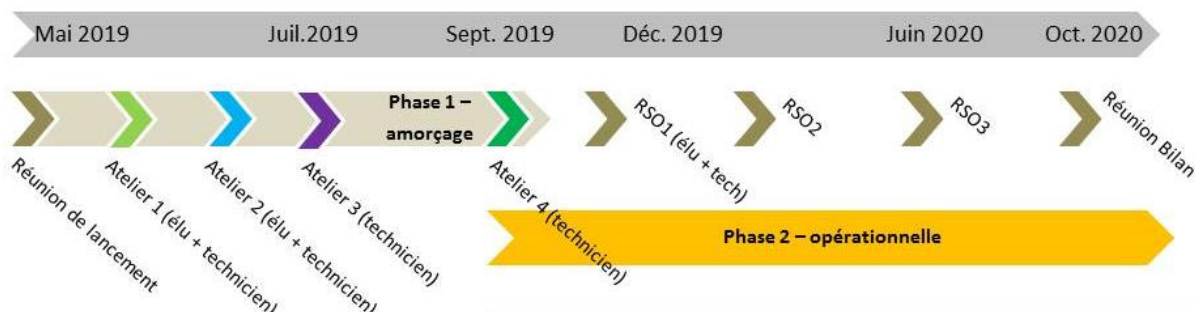 Mai 2019 Juil.2019 Sept. 2019 Déc. 2019 Juin 2020 Oct. 2020
Phase 1 –
amorçage
Réunion de lancement
Atelier 1 (élu + technicien)
Atelier 2 (élu + technicien)
Atelier 3 (technicien)
Atelier 4 (technicien)
RSO1 (élu + tech)
RSO2
RSO3
Réunion Bilan
Phase 2 – opérationnelle